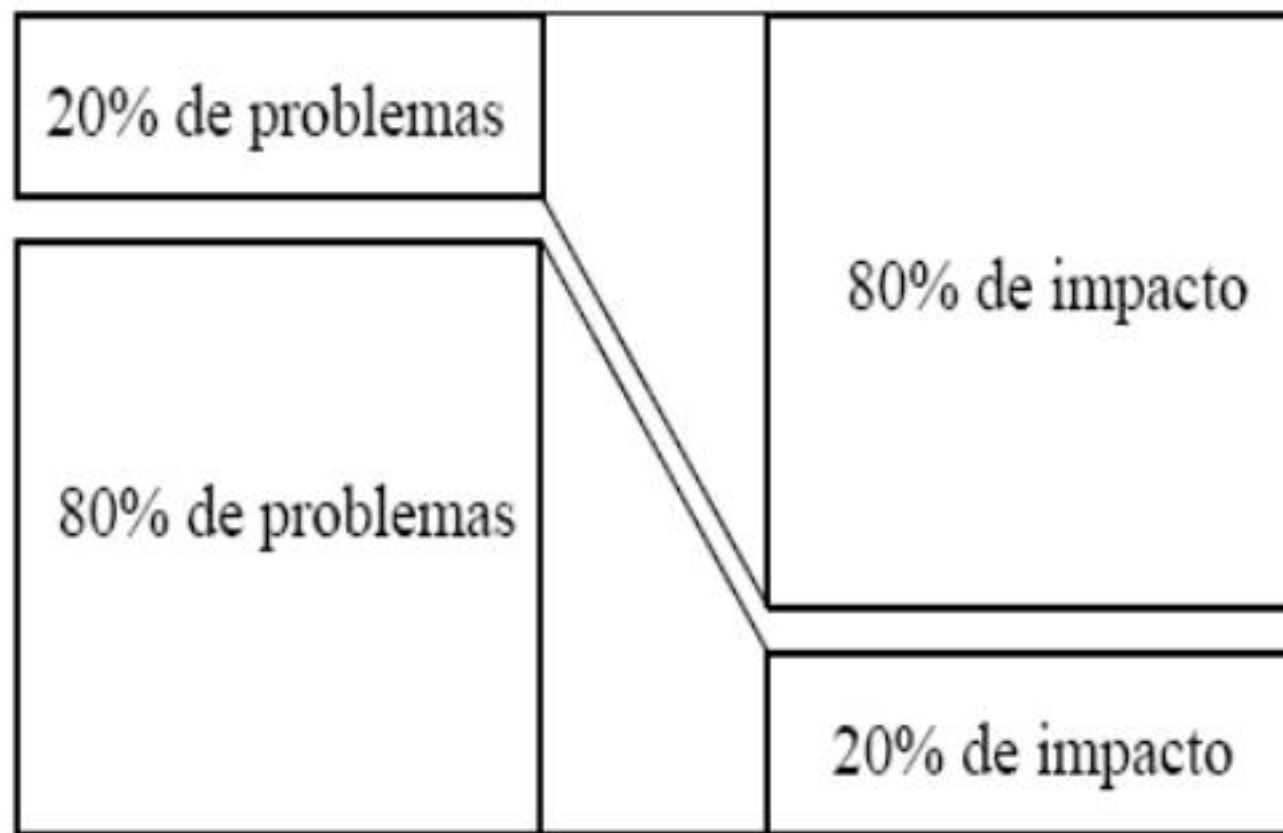 20% de problemas
80% de impacto
80% de problemas
20% de impacto